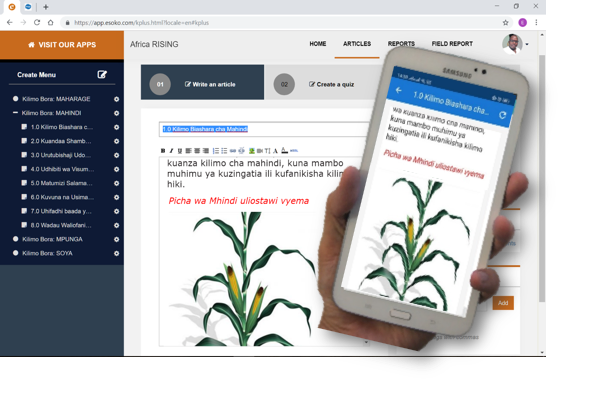 https://app.esoko.com/kplus.html?locale=en#kplus
E
VISIT OUR APPS
Africa RISING
HOME
ARTICLES
REPORTS
FIELD REPORT
Create Menu
Kilimo Bora: MAHARAGE
Kilimo Bora: MAHINDI
1.0 Kilimo Biashara c...
2.0 Kuandaa Shamb...
3.0 Urutubishaji Udo...
4.0 Udhibiti wa Visum...
5.0 Matumizi Salama...
6.0 Kuvuna na Usima...
7.0 Uhifadhi baada y...
8.0 Wadau Waliofani...
Kilimo Bora: MPUNGA
Kilimo Bora: SOYA
01
Write an article
02
Create a quiz
1.0 Kilimo Biashara cha Mahindi
kuanza kilimo cha mahindi, kuna mambo
muhimu ya kuzingatia ili kufanikisha kilim
hiki.
Picha wa Mhindi uliostawi vyema
Add
SAMSUNG
1.0 Kilimo Biashara cha...
wa kuanza kilimo cha mahindi,
kuna mambo muhimu ya
kuzingatia ili kufanikisha kilimo
hiki.
Picha wa Mhindi uliostawi vyema